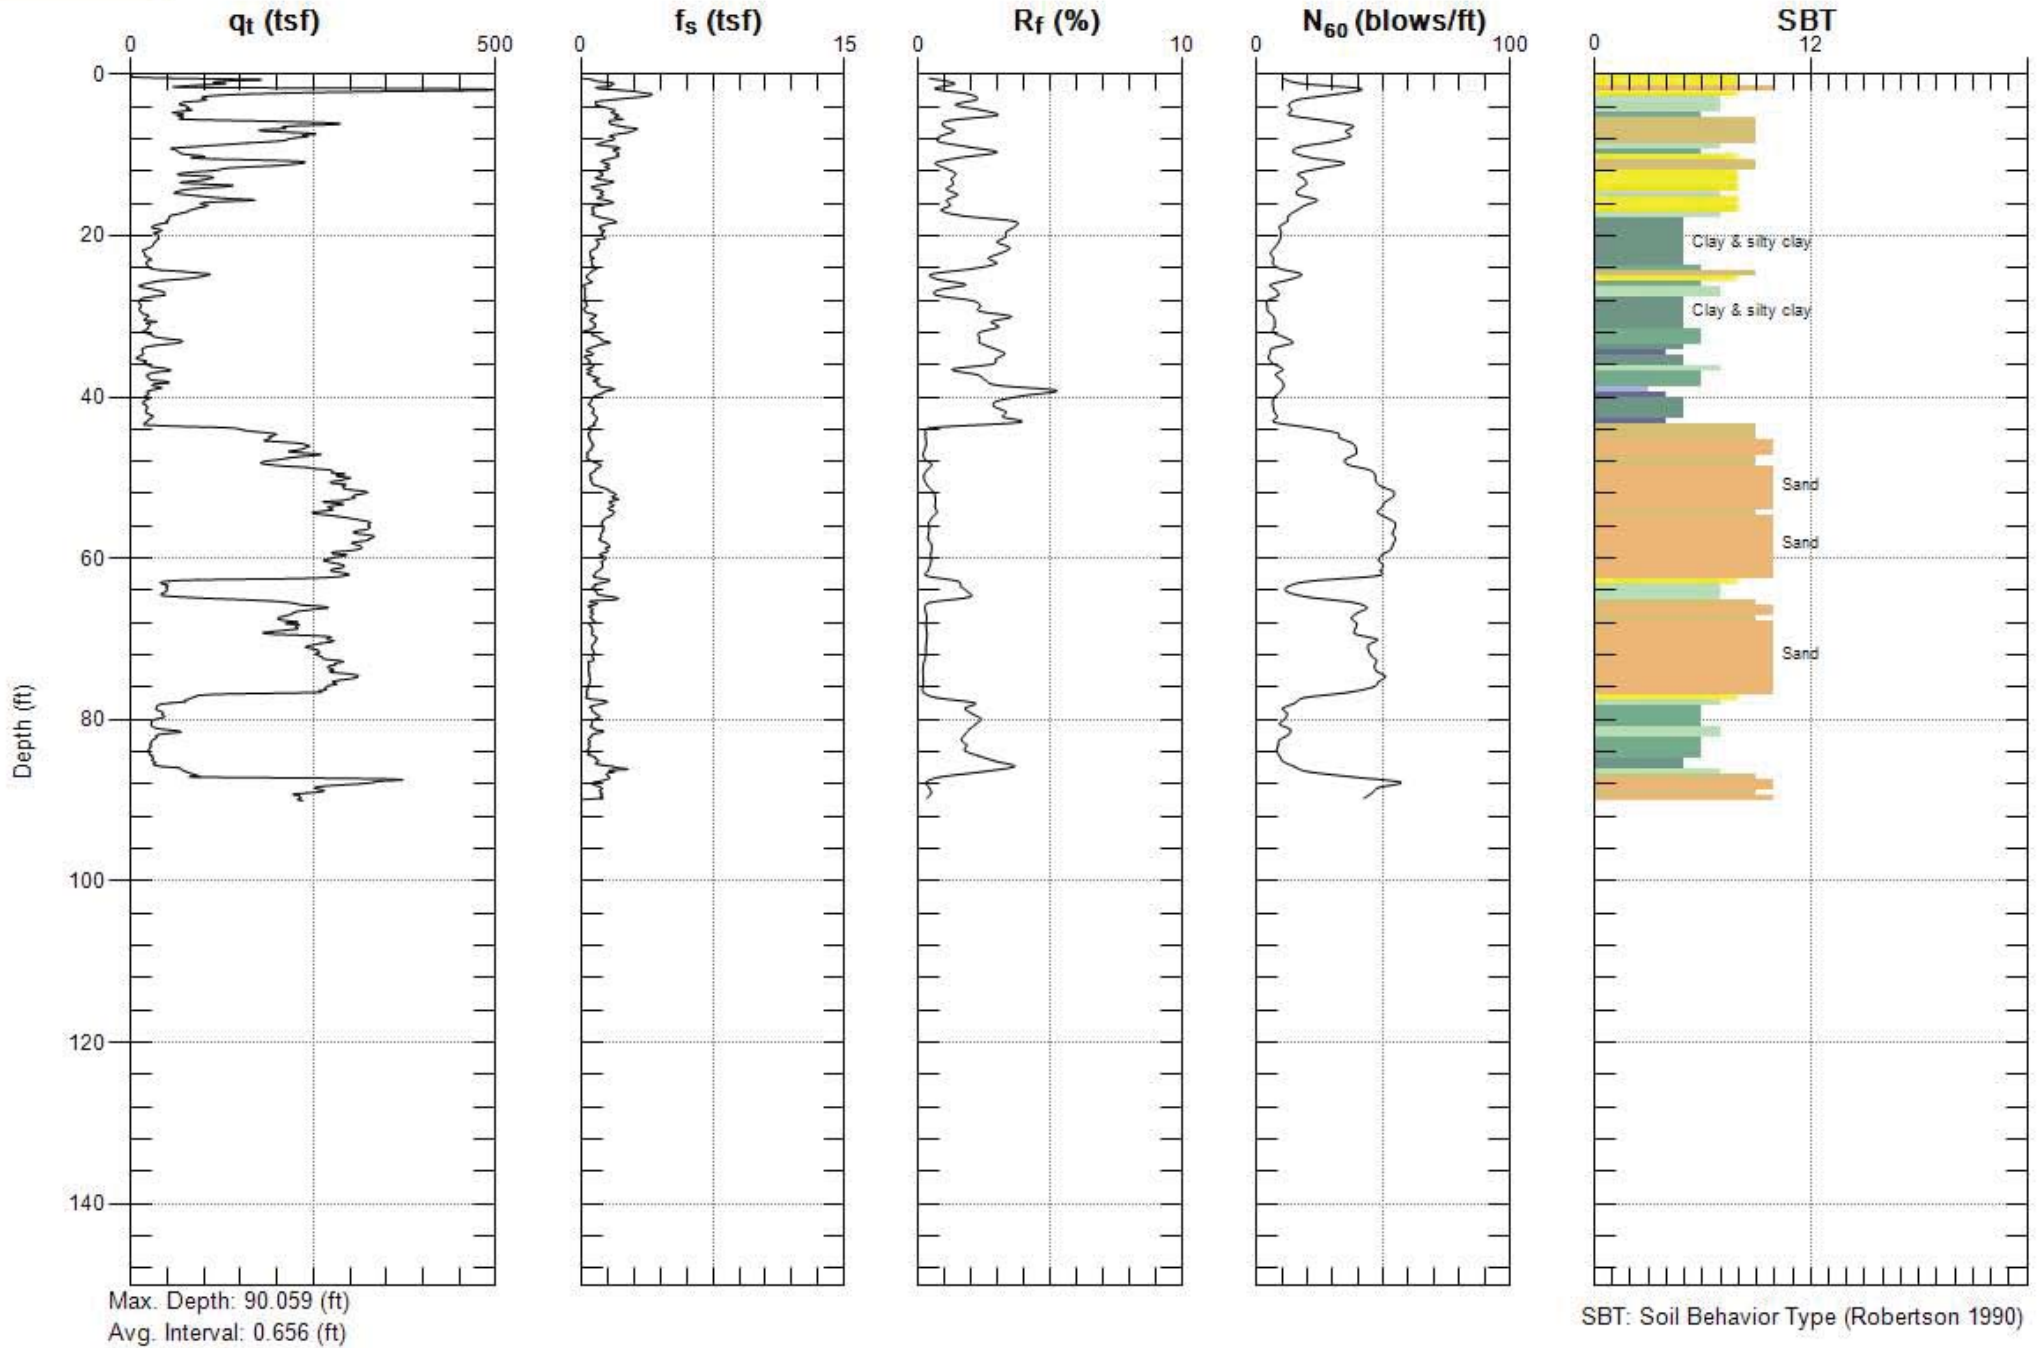 qt (tsf) fs (tsf) Rf (%) N60 (blows/ft) SBT
0 500 0 15 0 10 0 100 0 12
0
20
Clay & silty clay
Clay & silty clay
40
Sand
Sand
60
Sand
Depth (ft)
80
100
120
140
Max. Depth: 90.059 (ft)
Avg. Interval: 0.656 (ft)
SBT: Soil Behavior Type (Robertson 1990)